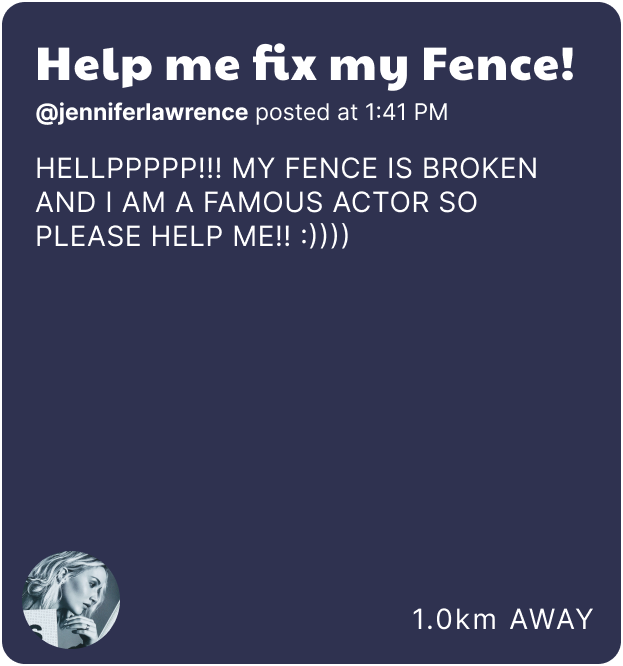 Help me fix my Fence!
@jenniferlawrence posted at 1:41 PM
HELLPPPPP!!! MY FENCE IS BROKEN
AND I AM A FAMOUS ACTOR SO
PLEASE HELP ME!! :))))
1.0km AWAY